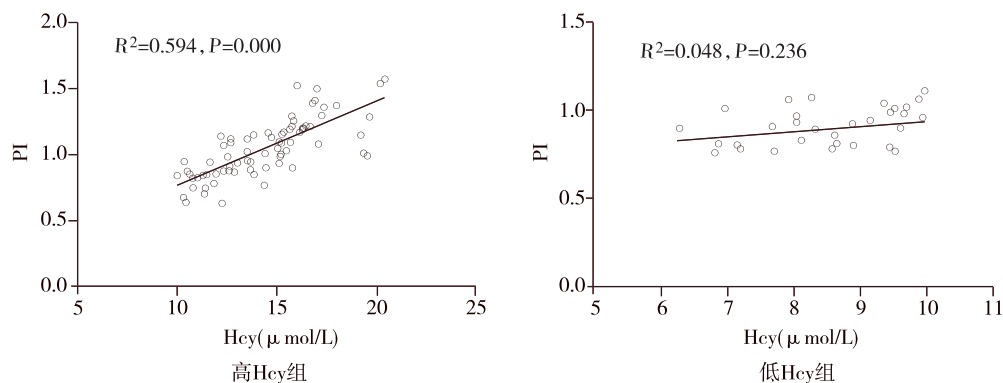 2.0
1.5
1.0
0.5
0.0
PI
R²=0.594, P=0.000
5 10 15 20 25
Hcy(μ mol/L)
高Hcy组
1.5
1.0
0.5
0.0
PI
R²=0.048, P=0.236
5 6 7 8 9 10 11
Hcy(μ mol/L)
低Hcy组